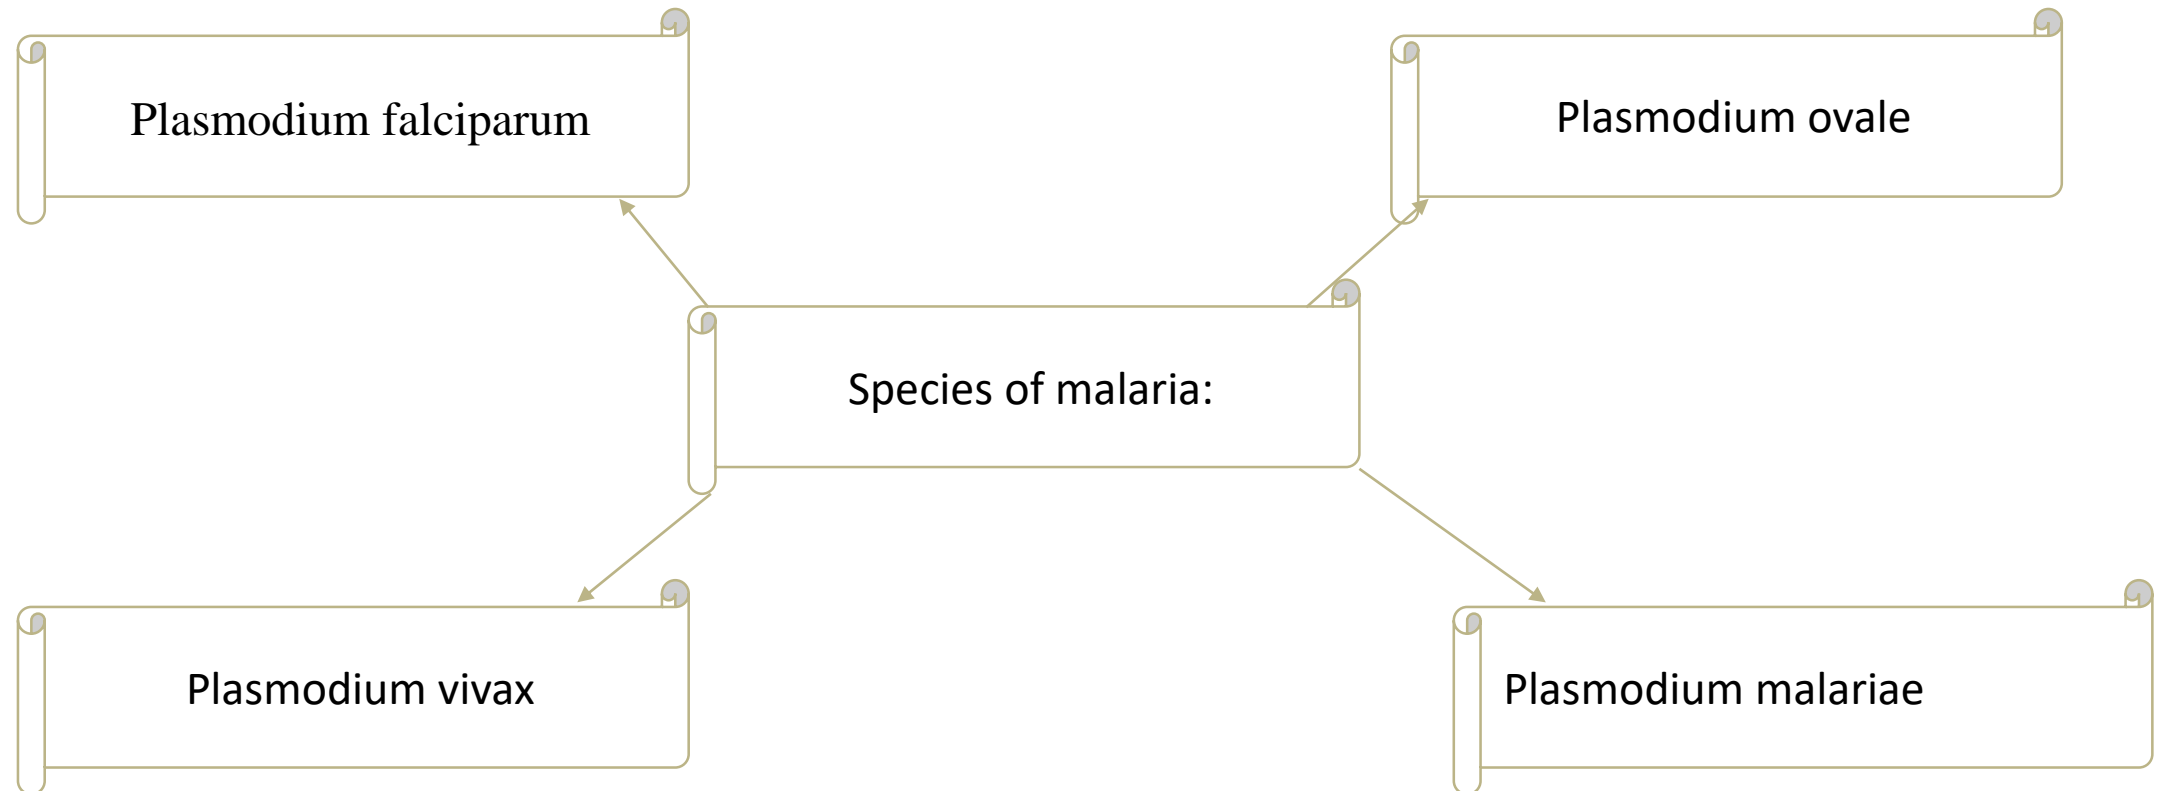 Plasmodium falciparum
Plasmodium ovale
Species of malaria:
Plasmodium vivax
Plasmodium malariae